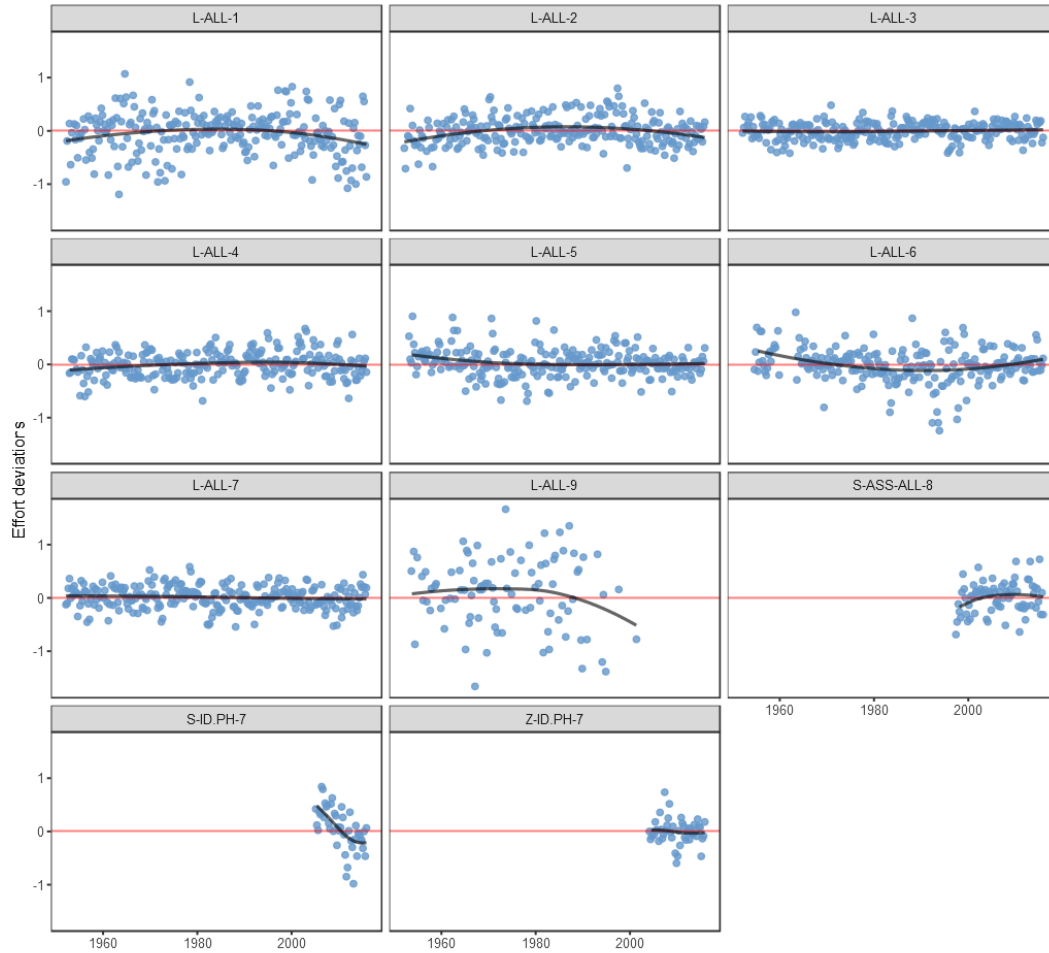 L-ALL-1 L-ALL-2 L-ALL-3
1
0
-1
L-ALL-4 L-ALL-5 L-ALL-6
1
0
-1
Effort deviations
L-ALL-7 L-ALL-9 S-ASS-ALL-8
1
0
-1
1960 1980 2000
S-ID.PH-7 Z-ID.PH-7
1
0
-1
1960 1980 2000 1960 1980 2000